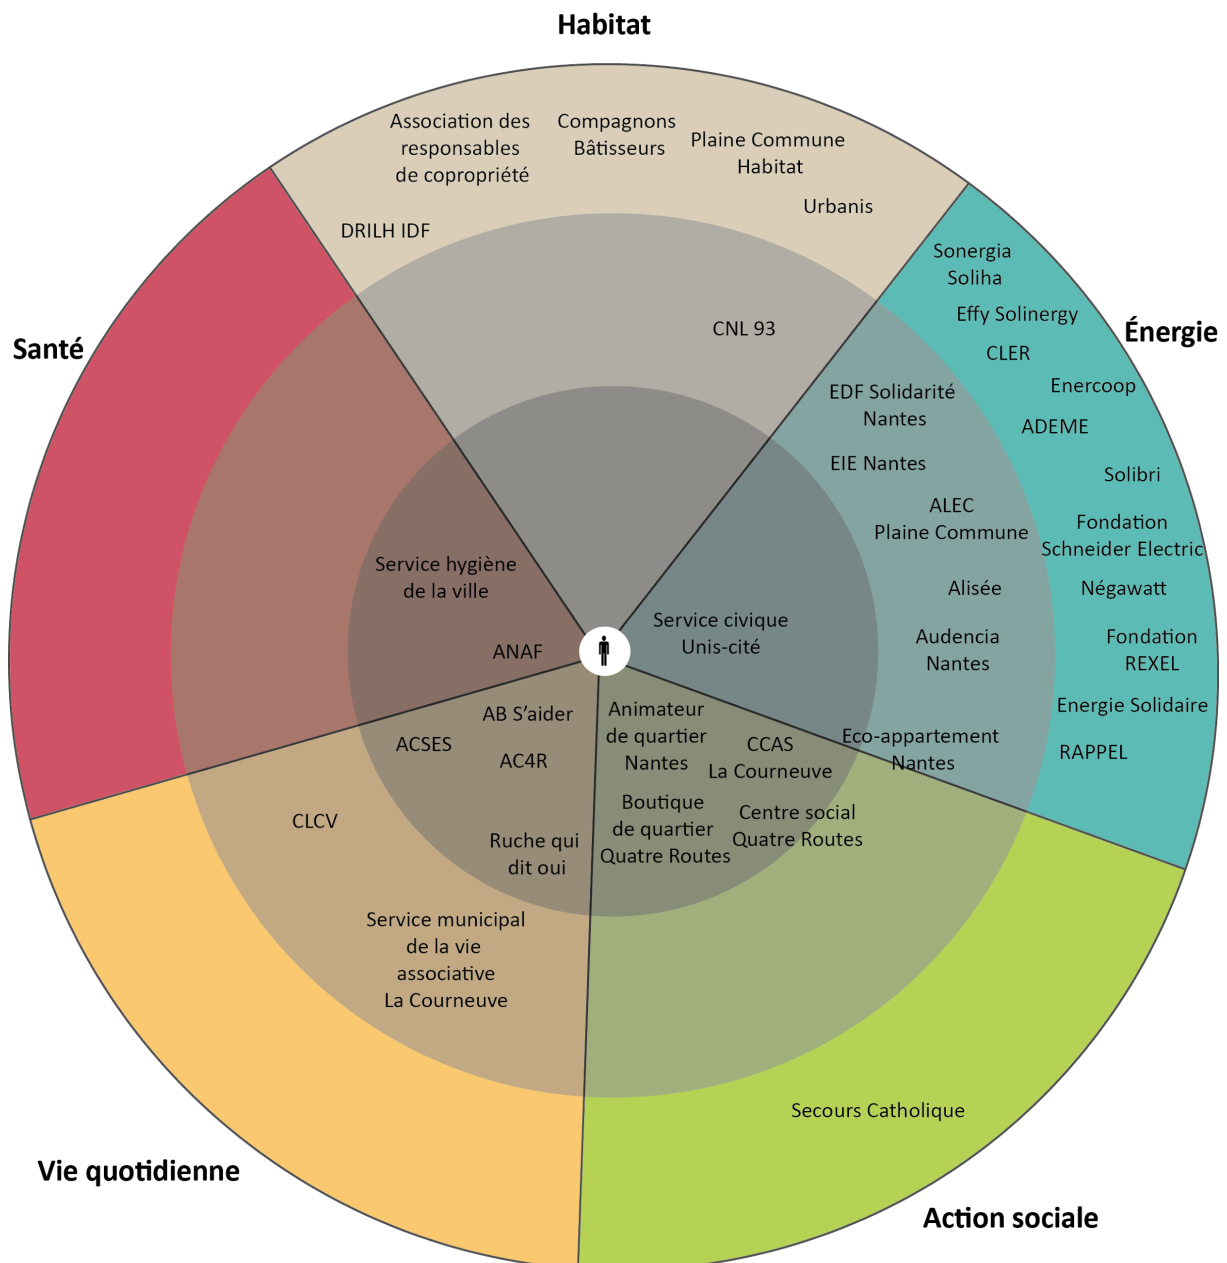 Habitat
Association des
responsables
de copropriété
Compagnons
Bâtisseurs
Plaine Commune
Habitat
Urbanis
DRILH IDF
CNL 93
Énergie
Sonergia
Soliha
Effy Solinergy
CLER
Enercoop
ADEME
Solibri
Fondation
Schneider Electric
Négawatt
Fondation
REXEL
Energie Solidaire
RAPPEL
EDF Solidarité
Nantes
EIE Nantes
ALEC
Plaine Commune
Alisée
Audencia
Nantes
Eco-appartement
Nantes
Service civique
Unis-cité
Santé
Service hygiène
de la ville
ANAF
AB S’aider
ACSES
AC4R
CLCV
Ruche qui
dit oui
Service municipal
de la vie
associative
La Courneuve
Vie quotidienne
Animateur
de quartier
Nantes
CCAS
La Courneuve
Boutique
de quartier
Quatre Routes
Centre social
Quatre Routes
Secours Catholique
Action sociale